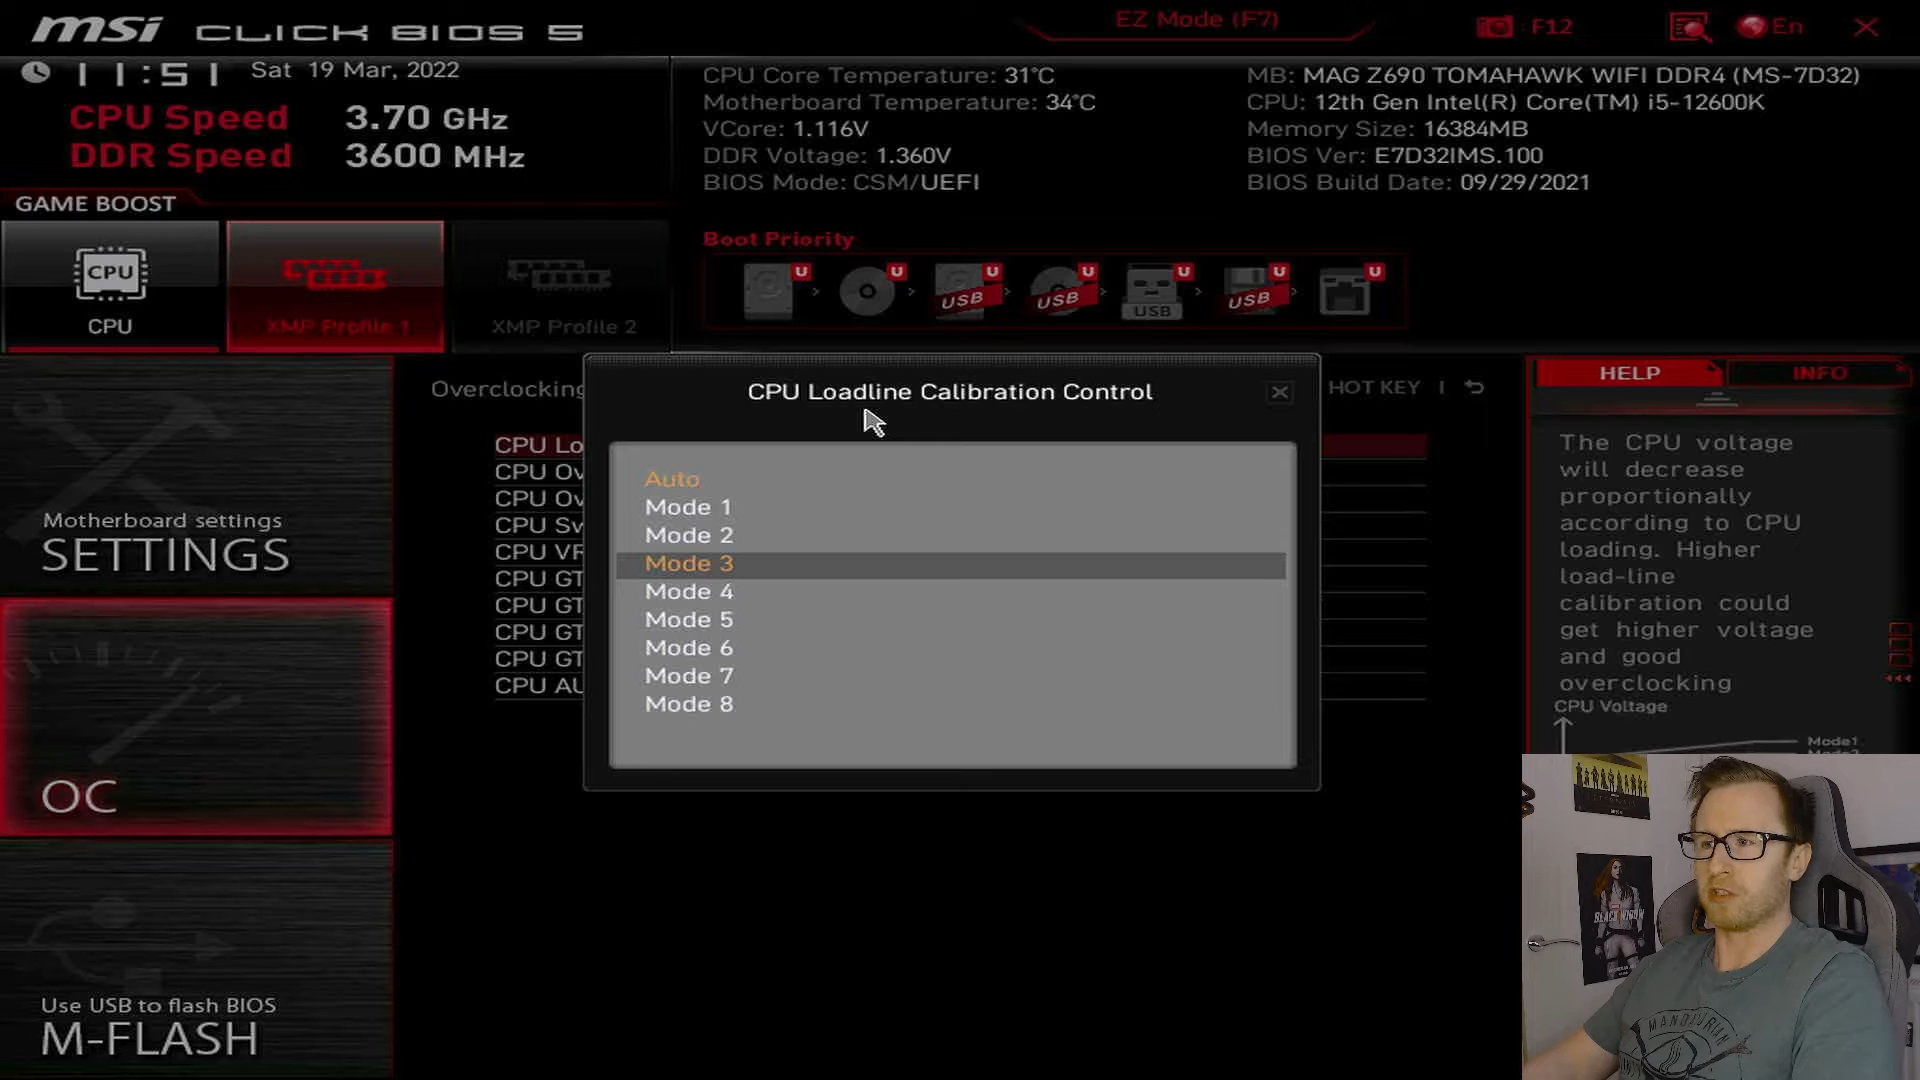 msi CLICK BIOS 5
EZ Mode (F7)
: F12
En
11:51
Sat 19 Mar, 2022
CPU Speed 3.70 GHz
DDR Speed 3600 MHz
CPU Core Temperature: 31°C
Motherboard Temperature: 34°C
VCore: 1.116V
DDR Voltage: 1.360V
BIOS Mode: CSM/UEFI
MB: MAG Z690 TOMAHAWK WIFI DDR4 (MS-7D32)
CPU: 12th Gen Intel(R) Core(TM) i5-12600K
Memory Size: 16384MB
BIOS Ver: E7D32IMS.100
BIOS Build Date: 09/29/2021
GAME BOOST
CPU
CPU
XMP Profile 1
XMP Profile 2
Boot Priority
U U U U U U U
USB USB USB USB
Motherboard settings
SETTINGS
OC
Use USB to flash BIOS
M-FLASH
Overclocking
HOT KEY |
CPU Lo
CPU Ov
CPU Ov
CPU Sw
CPU VR
CPU GT
CPU GT
CPU GT
CPU GT
CPU AU
CPU Loadline Calibration Control
Auto
Mode 1
Mode 2
Mode 3
Mode 4
Mode 5
Mode 6
Mode 7
Mode 8
HELP
INFO
The CPU voltage
will decrease
proportionally
according to CPU
loading. Higher
load-line
calibration could
get higher voltage
and good
overclocking
CPU Voltage
Mode1
BLACK WIDOW
MANDALORIAN